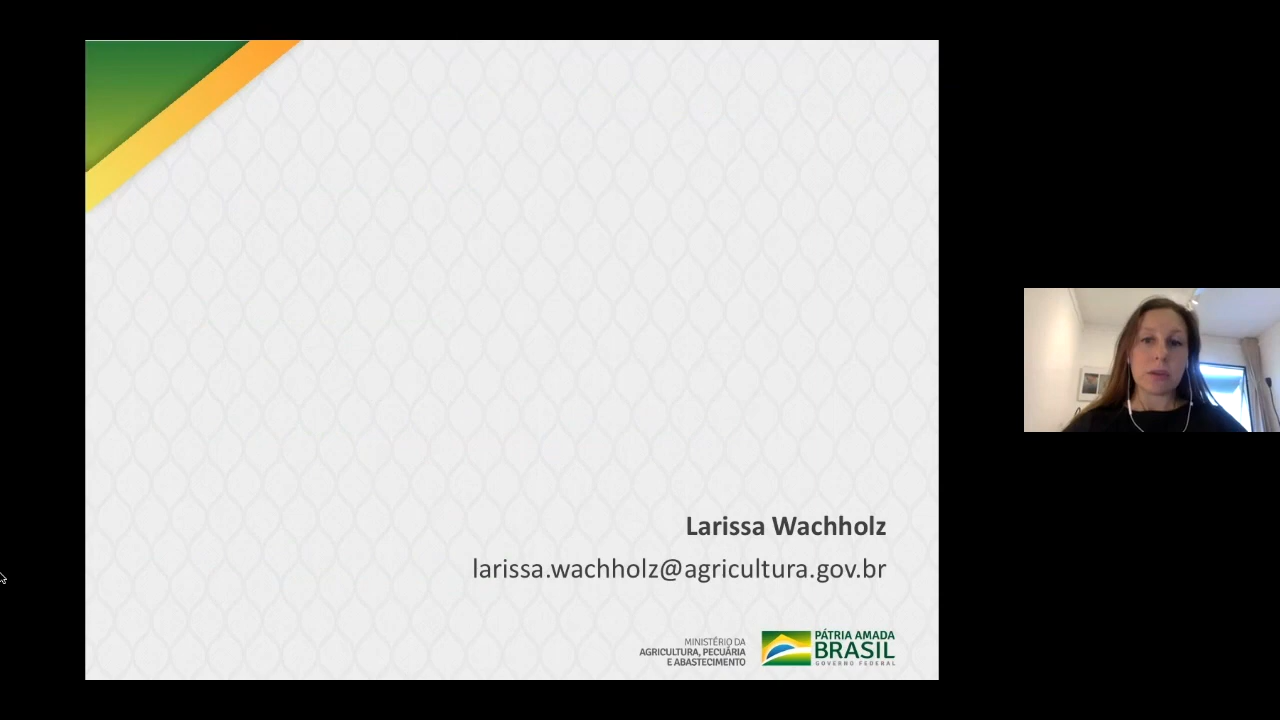 Larissa Wachholz
larissa.wachholz@agricultura.gov.br
MINISTÉRIO DA
AGRICULTURA, PECUÁRIA
E ABASTECIMENTO
PÁTRIA AMADA
BRASIL
GOVERNO FEDERAL